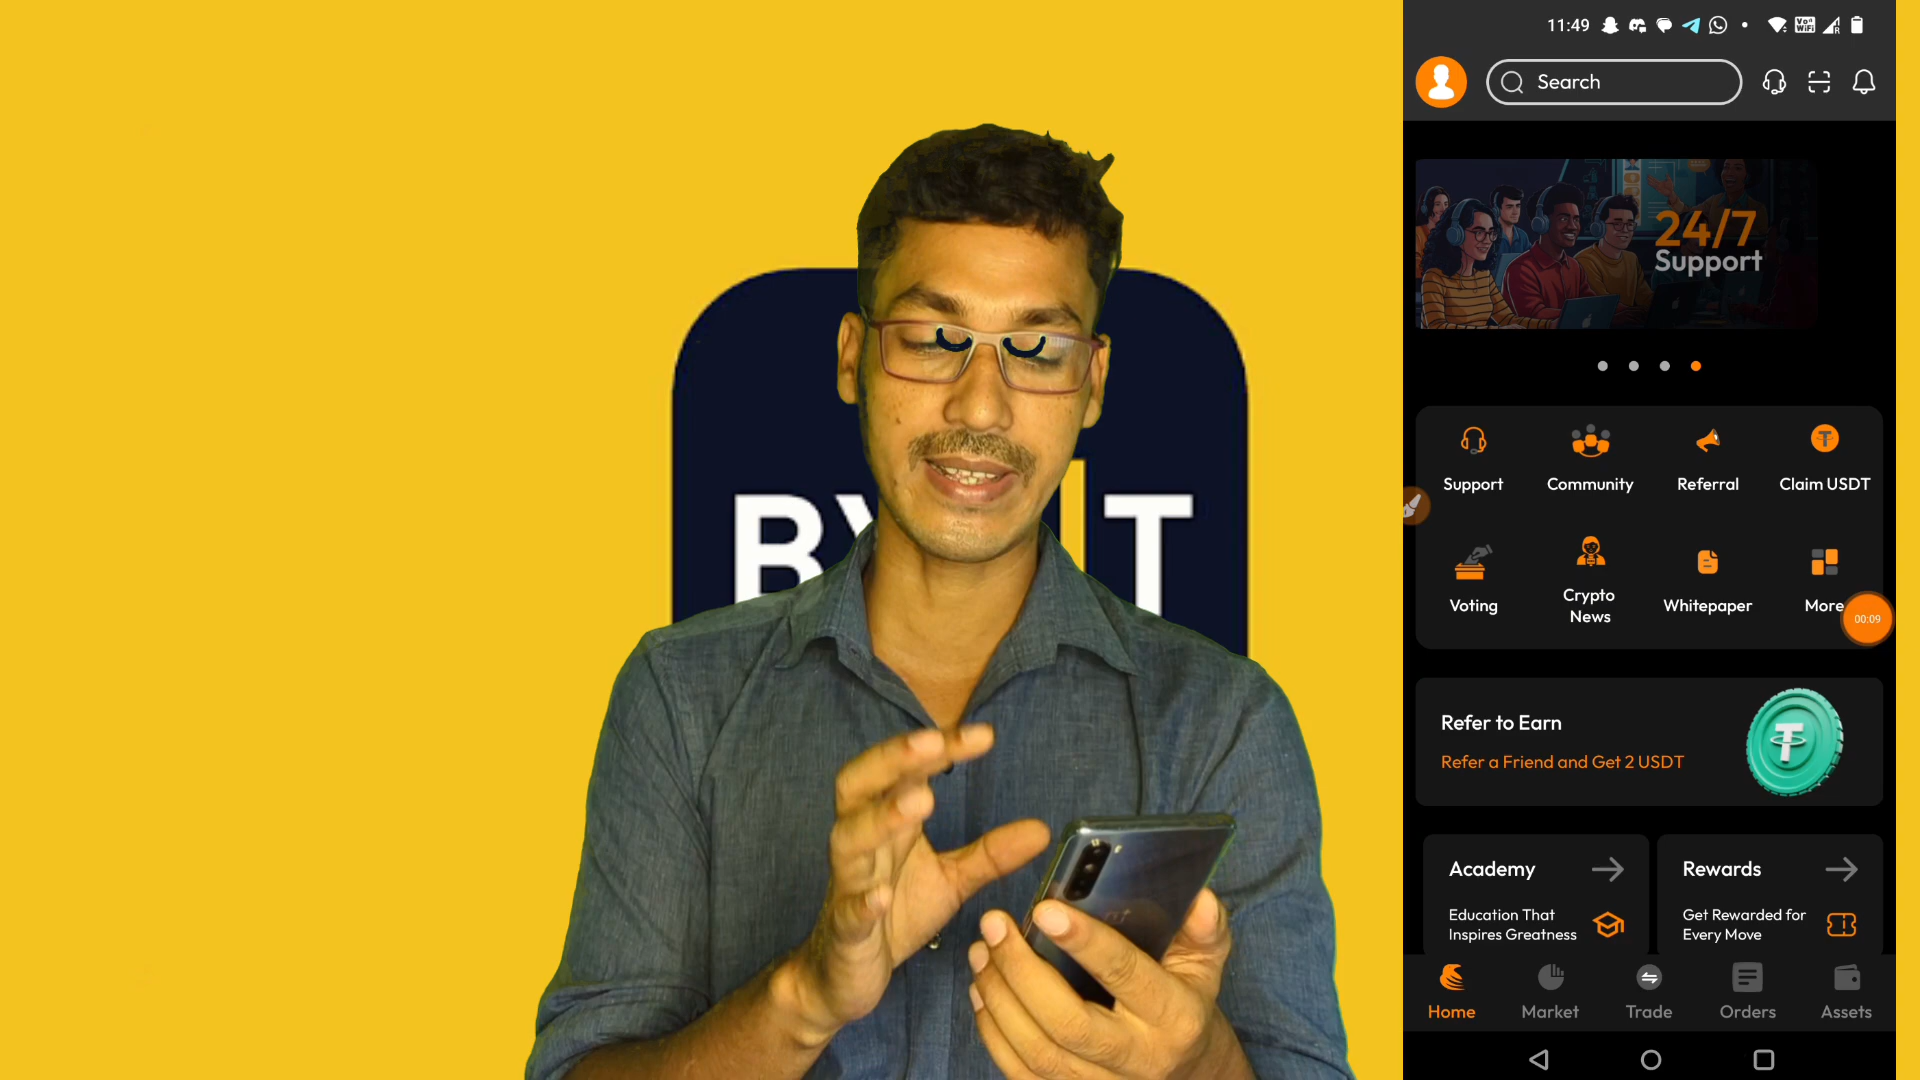 11:49
Search
24/7
Support
Support
Community
Referral
Claim USDT
Voting
Crypto
News
Whitepaper
More
00:09
Refer to Earn
Refer a Friend and Get 2 USDT
Academy
Education That
Inspires Greatness
Rewards
Get Rewarded for
Every Move
Home
Market
Trade
Orders
Assets